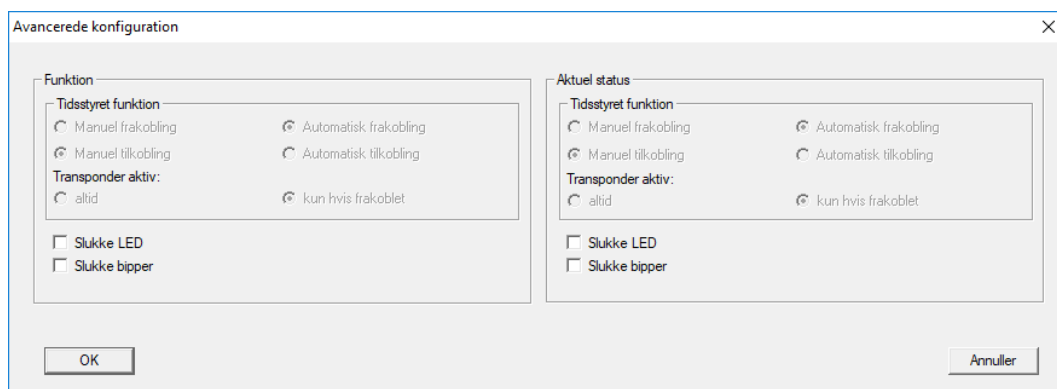 Avancerede konfiguration
Funktion
Tidsstyret funktion
Manuel frakobling
Automatisk frakobling
Manuel tilkobling
Automatisk tilkobling
Transponder aktiv:
altid
kun hvis frakoblet
Slukke LED
Slukke bipper
Aktuel status
Tidsstyret funktion
Manuel frakobling
Automatisk frakobling
Manuel tilkobling
Automatisk tilkobling
Transponder aktiv:
altid
kun hvis frakoblet
Slukke LED
Slukke bipper
OK
Annuller